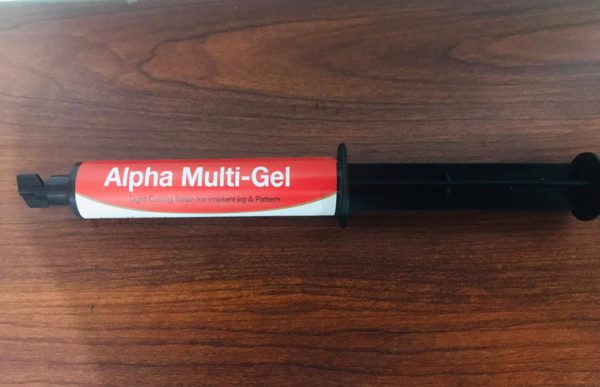 Alpha Multi-Gel
Light Curing Resin for Implant jig & Pattern